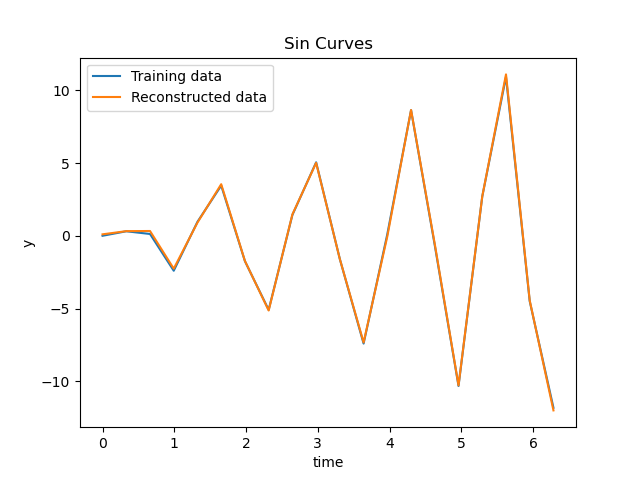 Sin Curves
Training data
Reconstructed data
10
5
0
−5
−10
y
0 1 2 3 4 5 6
time